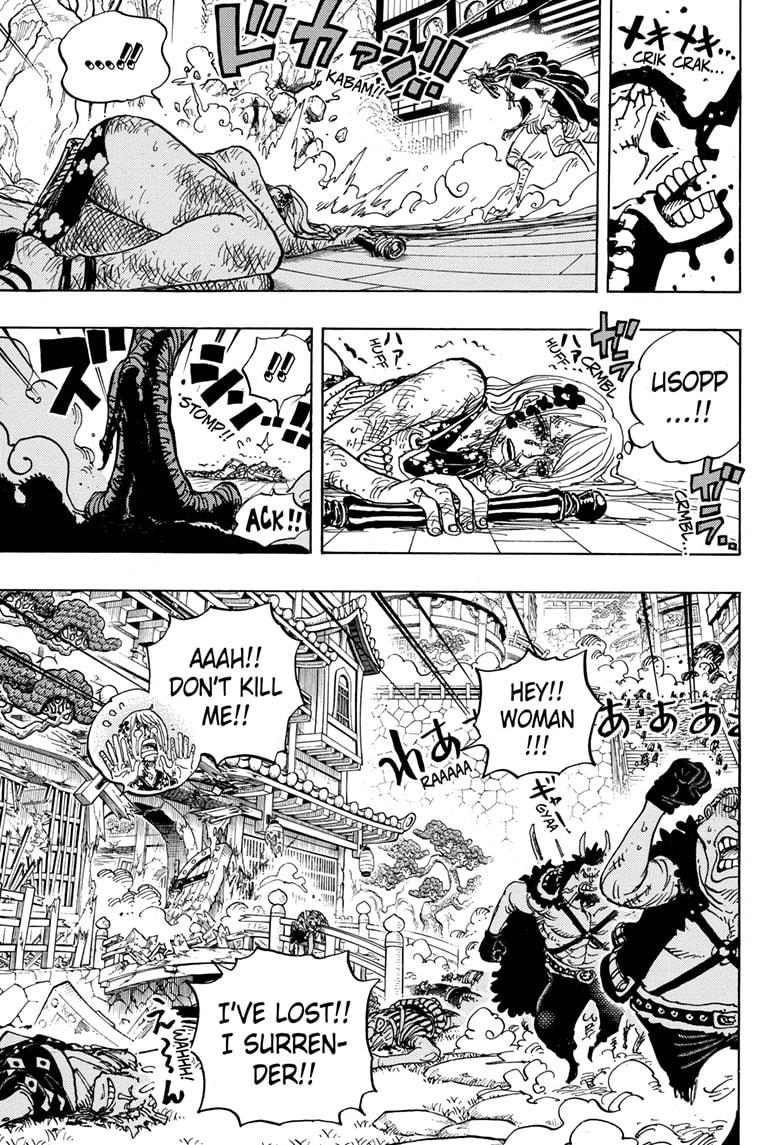 メキメキ...
CRIK CRAK...
ドカァン!!
KABAM!!
....!!
USOPP
...!!
ガラ
CRMBL
ハァ
HUFF
ハァ
HUFF
ガラ...
CRMBL...
!!
ズシィン!!
STOMP!!
ACK!!
HEY!!
WOMAN
!!!
わあああぁ
RAAAAA
ギャー
GYAA
AAAH!!
DON'T KILL
ME!!
I'VE LOST!!
I SURREN-
DER!!
え〜〜ん
WAHHH!